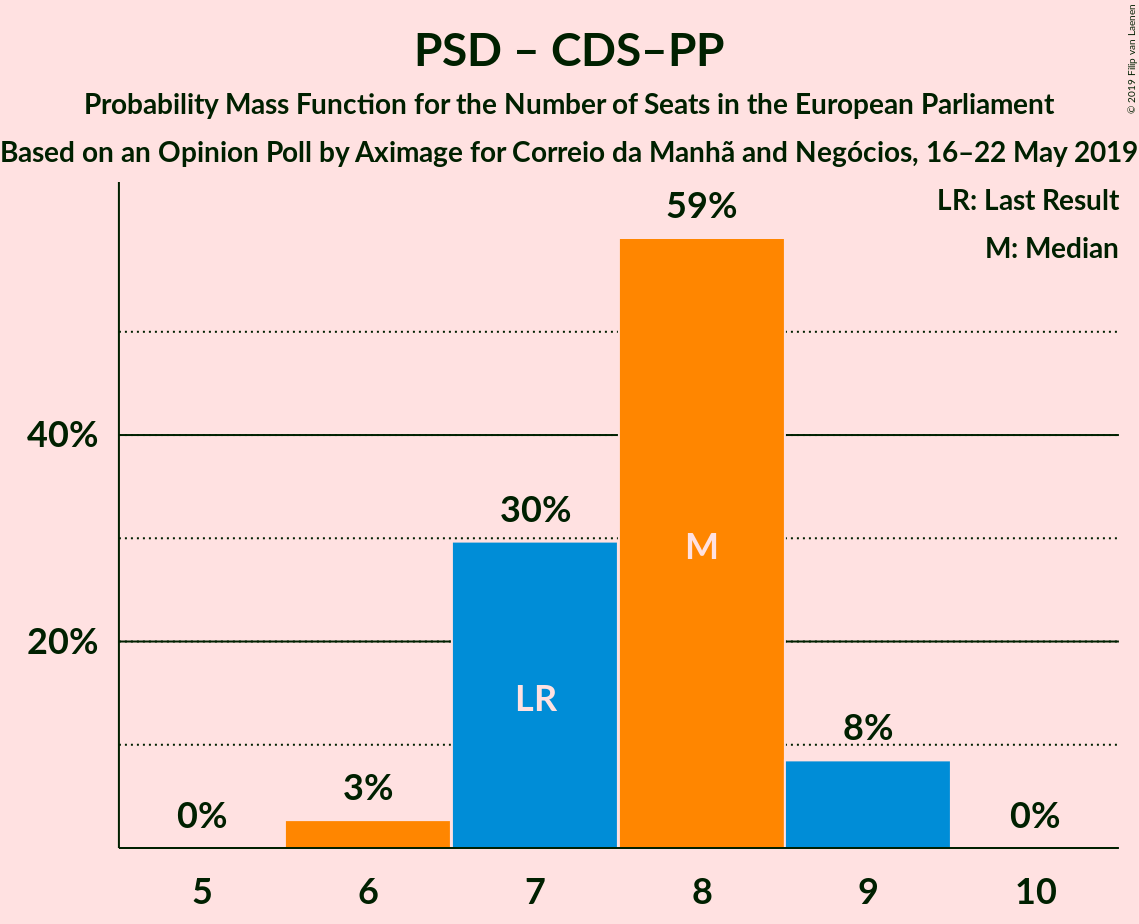 PSD – CDS–PP
Probability Mass Function for the Number of Seats in the European Parliament
Based on an Opinion Poll by Aximage for Correio da Manhã and Negócios, 16–22 May 2019
© 2019 Filip van Laenen
LR: Last Result
M: Median
59%
40%
30%
M
20%
LR
8%
3%
0%
0%
5 6 7 8 9 10